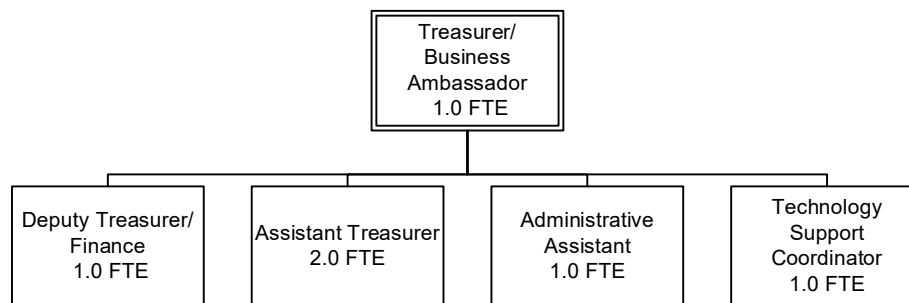 Treasurer/
Business
Ambassador
1.0 FTE
Deputy Treasurer/
Finance
1.0 FTE
Assistant Treasurer
2.0 FTE
Administrative
Assistant
1.0 FTE
Technology
Support
Coordinator
1.0 FTE